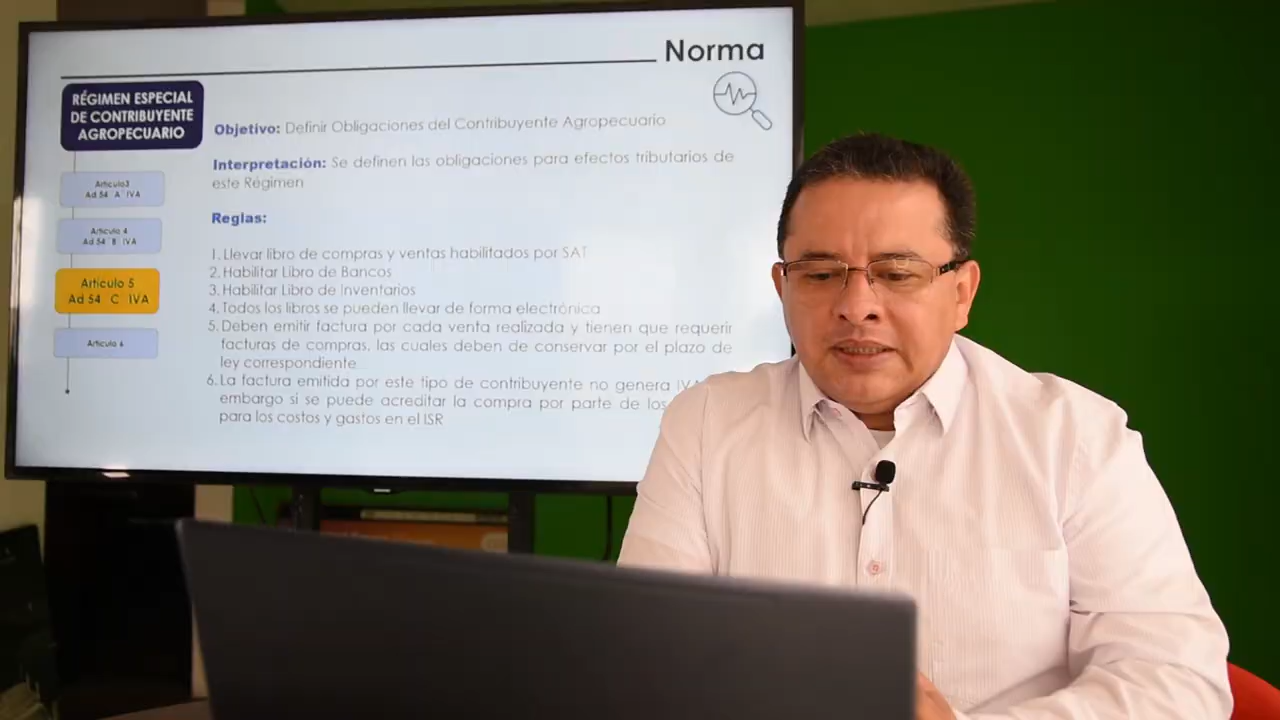 Norma
RÉGIMEN ESPECIAL
DE CONTRIBUYENTE
AGROPECUARIO
Artículo3
Ad 54 A IVA
Artículo 4
Ad 54 B IVA
Artículo 5
Ad 54 C IVA
Artículo 6
Objetivo: Definir Obligaciones del Contribuyente Agropecuario
Interpretación: Se definen las obligaciones para efectos tributarios de
este Régimen
Reglas:
1. Llevar libro de compras y ventas habilitados por SAT
2. Habilitar Libro de Bancos
3. Habilitar Libro de Inventarios
4. Todos los libros se pueden llevar de forma electrónica
5. Deben emitir factura por cada venta realizada y tienen que requerir
facturas de compras, las cuales deben de conservar por el plazo de
ley correspondiente
6. La factura emitida por este tipo de contribuyente no genera
embargo si se puede acreditar la compra por parte de
para los costos y gastos en el ISR